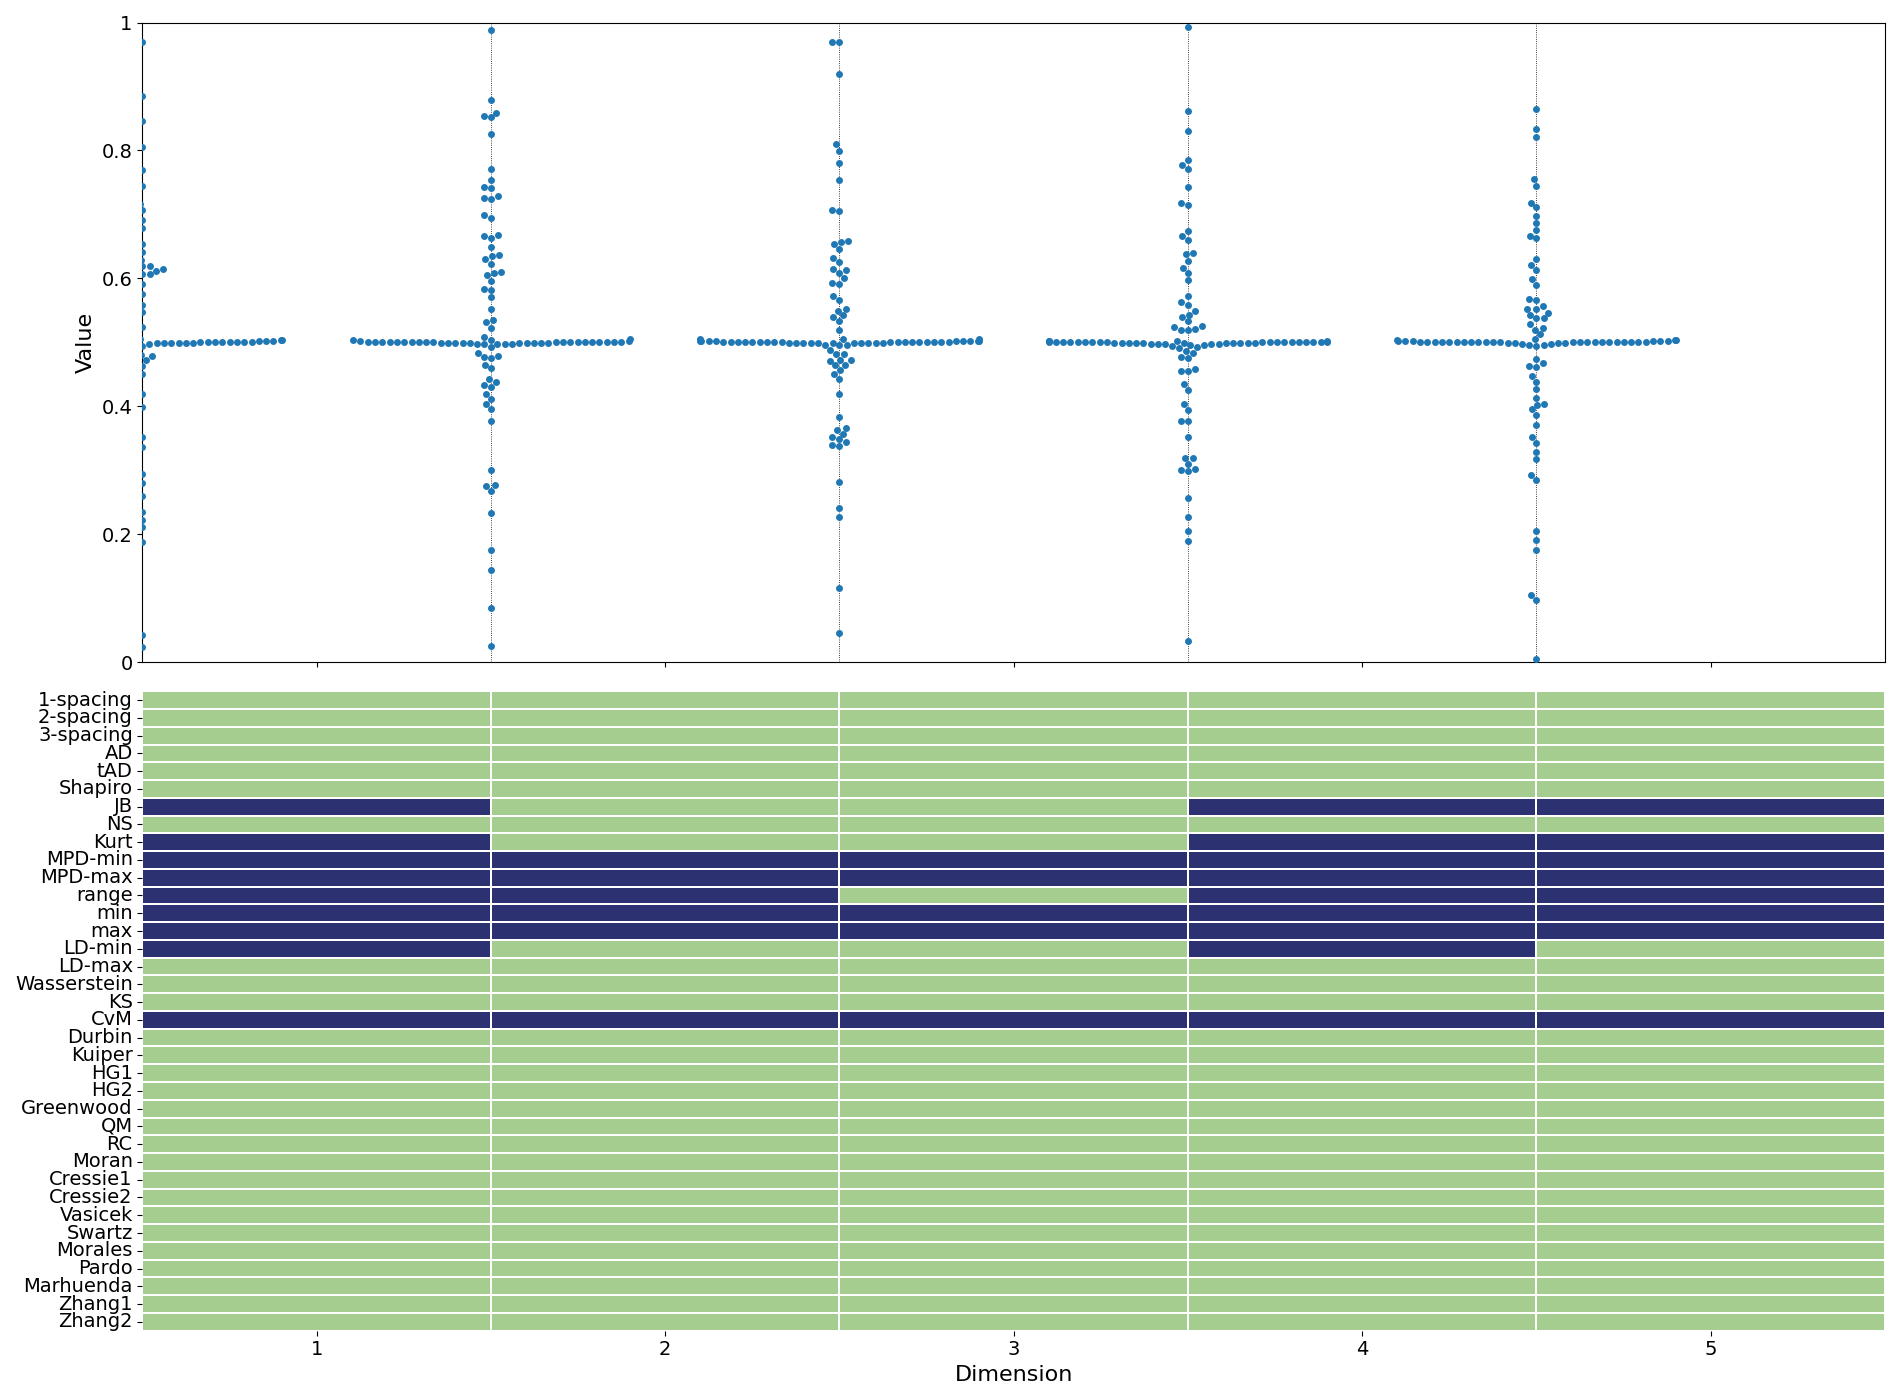 1
0.8
0.6
0.4
0.2
0
Value
1-spacing
2-spacing
3-spacing
AD
tAD
Shapiro
JB
NS
Kurt
MPD-min
MPD-max
range
min
max
LD-min
LD-max
Wasserstein
KS
CvM
Durbin
Kuiper
HG1
HG2
Greenwood
QM
RC
Moran
Cressie1
Cressie2
Vasicek
Swartz
Morales
Pardo
Marhuenda
Zhang1
Zhang2
1 2 3 4 5
Dimension